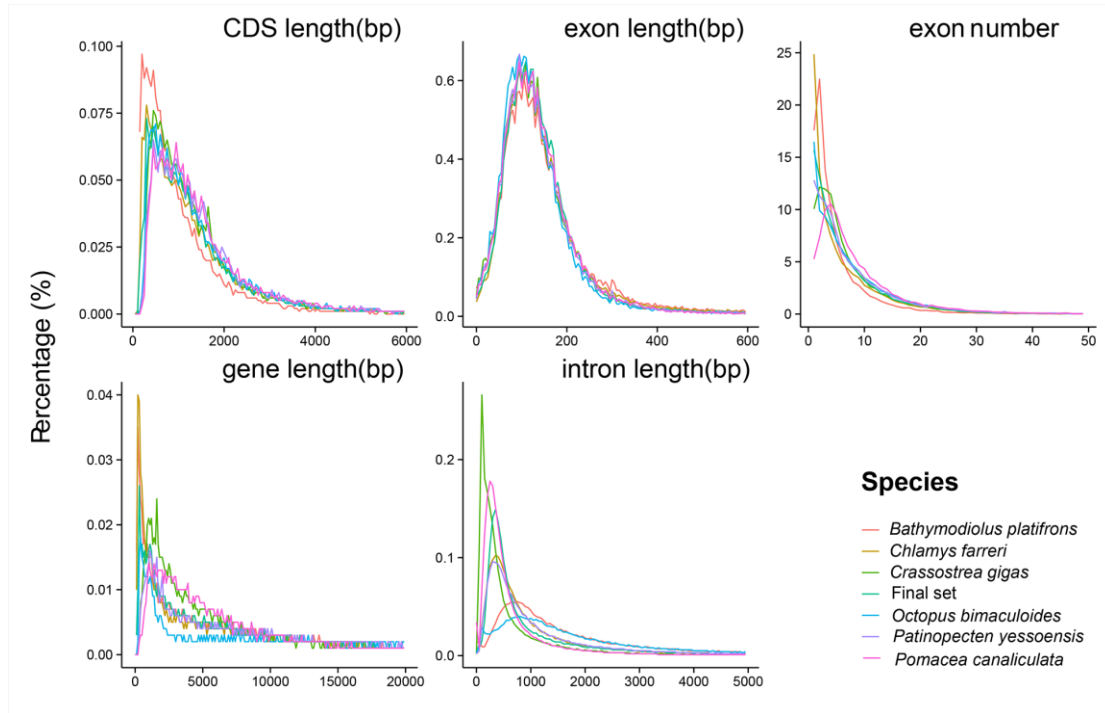 CDS length(bp)
exon length(bp)
exon number
0.100
0.075
0.050
0.025
0.000
0 2000 4000 6000
0.6
0.4
0.2
0.0
0 200 400 600
25
20
15
10
5
0
0 10 20 30 40 50
Percentage (%)
gene length(bp)
intron length(bp)
0.04
0.03
0.02
0.01
0.00
0 5000 10000 15000 20000
0.2
0.1
0.0
0 1000 2000 3000 4000 5000
Species
Bathymodiolus platifrons
Chlamys farreri
Crassostrea gigas
Final set
Octopus bimaculoides
Patinopecten yessoensis
Pomacea canaliculata